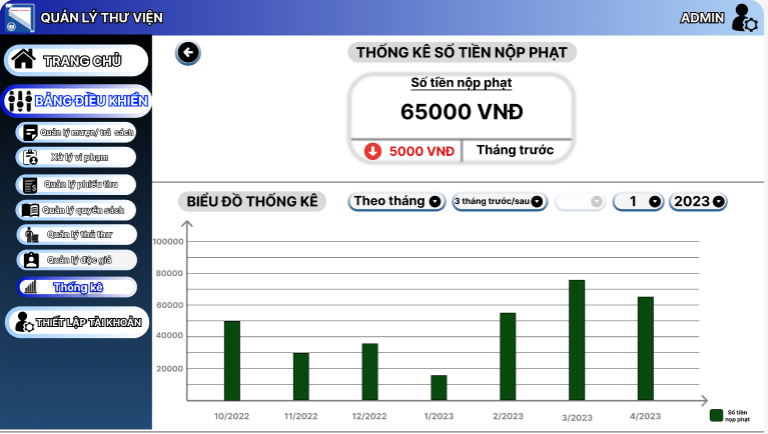 QUẢN LÝ THƯ VIỆN
ADMIN
TRANG CHỦ
BẢNG ĐIỀU KHIỂN
Quản lý mượn/ trả sách
Xử lý vi phạm
Quản lý phiếu thu
Quản lý quyển sách
Quản lý thủ thư
Quản lý độc giả
Thống kê
THIẾT LẬP TÀI KHOẢN
THỐNG KÊ SỐ TIỀN NỘP PHẠT
Số tiền nộp phạt
65000 VNĐ
5000 VNĐ
Tháng trước
BIỂU ĐỒ THỐNG KÊ
Theo tháng
3 tháng trước/sau
1
2023
100000
80000
60000
40000
20000
10/2022
11/2022
12/2022
1/2023
2/2023
3/2023
4/2023
Số tiền
nợp phạt